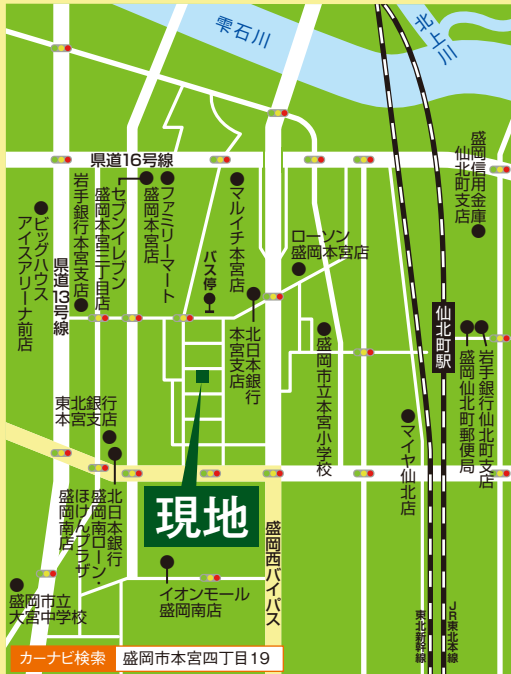 雫石川
北上川
県道16号線
盛岡信用金庫
仙北町支店
ビッグハウス
アイスアリーナ前店
県道13号線
岩手銀行本宮支店
セブンイレブン
盛岡本宮三丁目店
ファミリーマート
盛岡本宮店
マルイチ本宮店
バス停
ローソン
盛岡本宮店
北日本銀行
本宮支店
盛岡市立本宮小学校
仙北町駅
岩手銀行仙北町支店
盛岡仙北町郵便局
マイヤ仙北店
東北銀行
本宮支店
北日本銀行
盛岡南ローン・
ほけんプラザ
盛岡南店
現地
盛岡西バイパス
イオンモール
盛岡南店
盛岡市立
大宮中学校
東北新幹線
JR東北本線
カーナビ検索 盛岡市本宮四丁目19